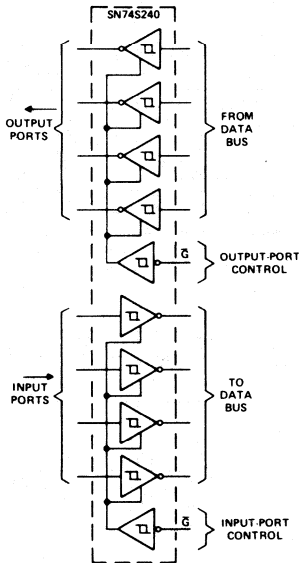 SN74S240
OUTPUT
PORTS
FROM
DATA
BUS
G̅
OUTPUT-PORT
CONTROL
INPUT
PORTS
TO
DATA
BUS
G̅
INPUT-PORT
CONTROL